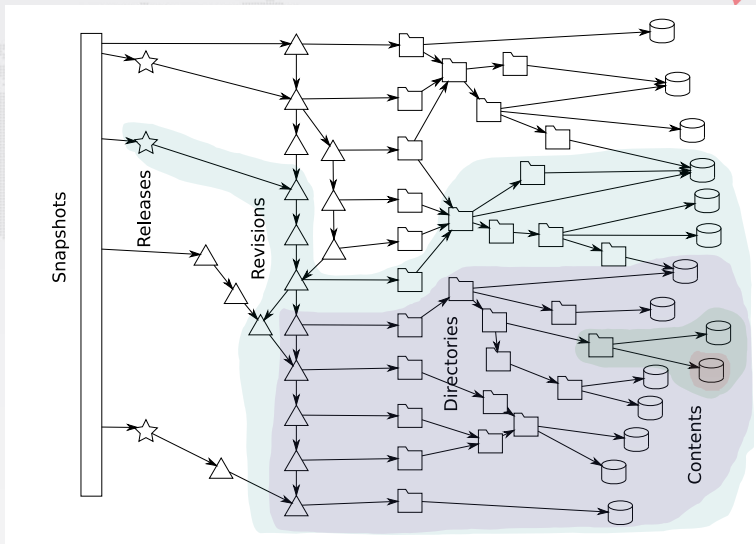 Snapshots
Releases
Revisions
Directories
Contents